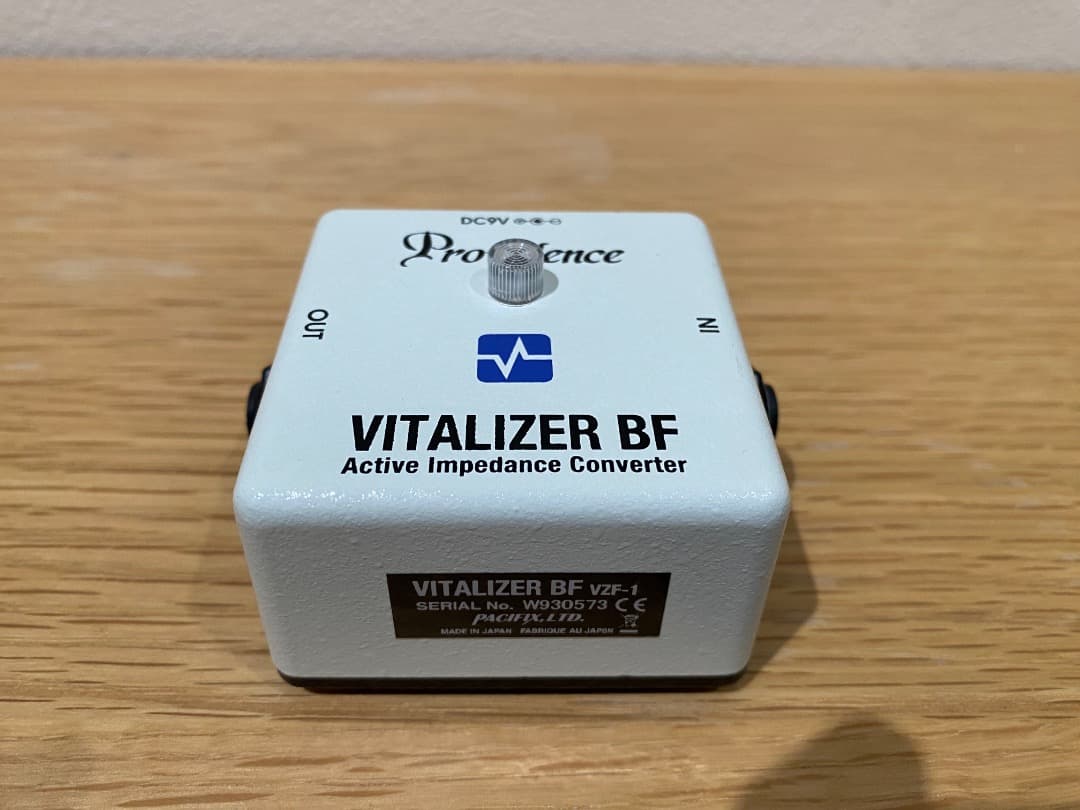 DC9V
Providence
OUT
IN
VITALIZER BF
Active Impedance Converter
VITALIZER BF VZF-1
SERIAL No. W930573 CE
PACIFIX, LTD.
MADE IN JAPAN FABRIQUE AU JAPON